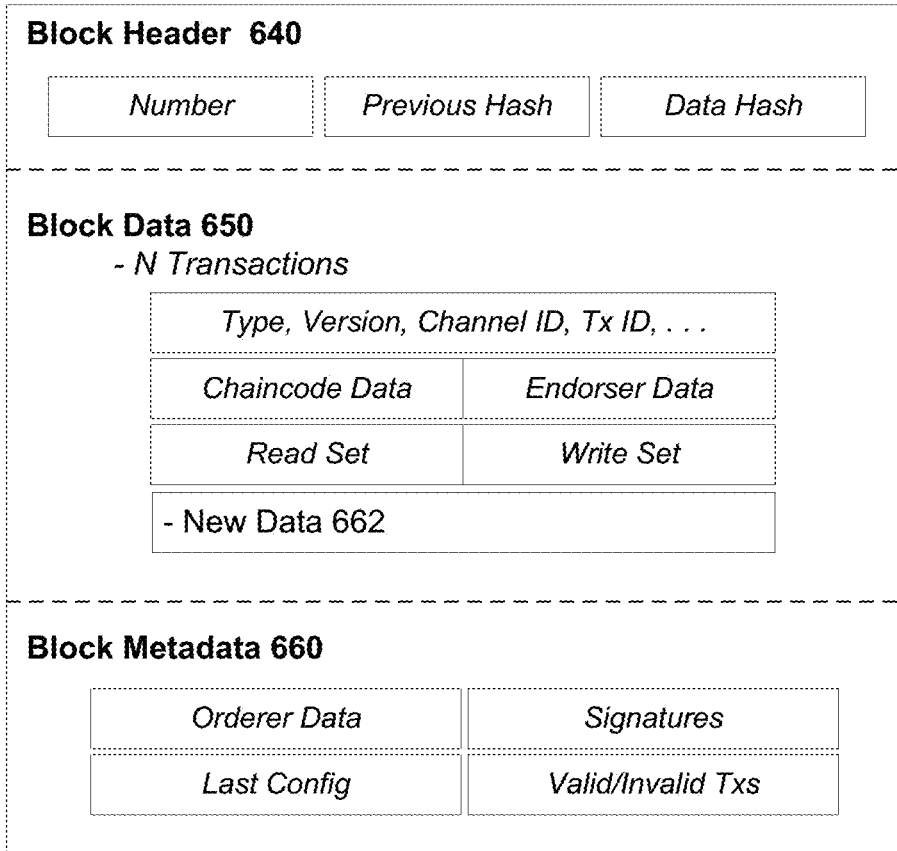 Block Header 640
Number Previous Hash Data Hash
Block Data 650
- N Transactions
Type, Version, Channel ID, Tx ID, . . .
Chaincode Data Endorser Data
Read Set Write Set
- New Data 662
Block Metadata 660
Orderer Data Signatures
Last Config Valid/Invalid Txs